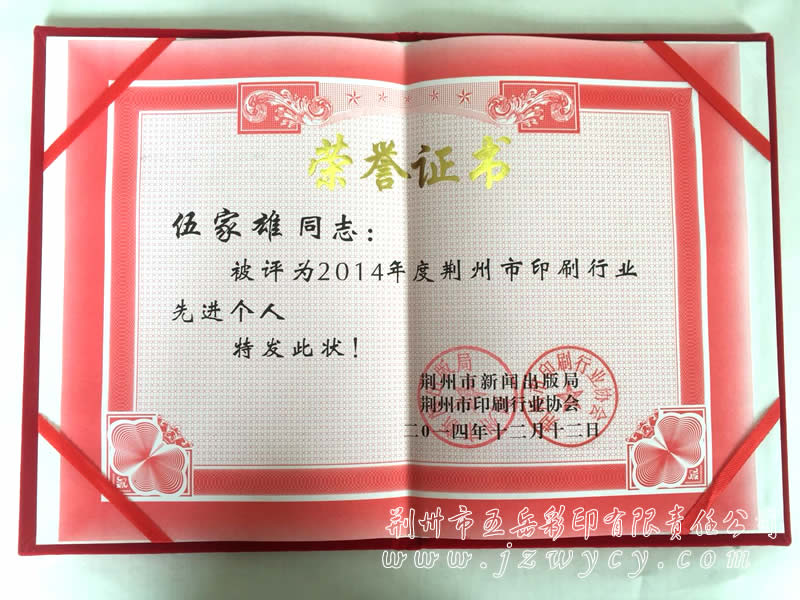 荣誉证书
伍家雄同志：
被评为2014年度荆州市印刷行业
先进个人
特发此状！
荆州市新闻出版局
荆州市印刷行业协会
二0一四年十二月十二日
荆州市五岳彩印有限责任公司
www.jzwycy.com